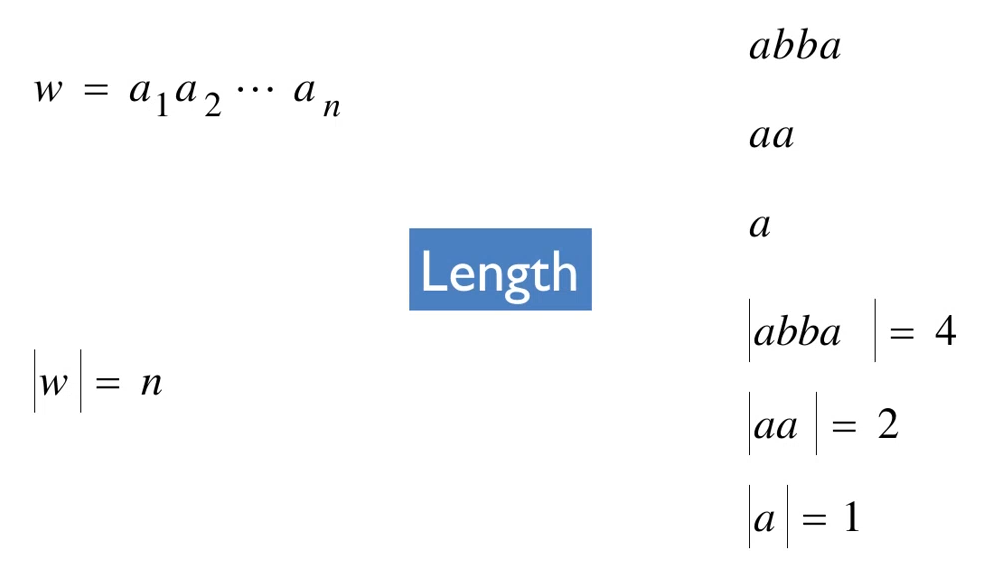 w = a₁a₂ ⋯ aₙ
Length
|w| = n
abba
aa
a
|abba| = 4
|aa| = 2
|a| = 1